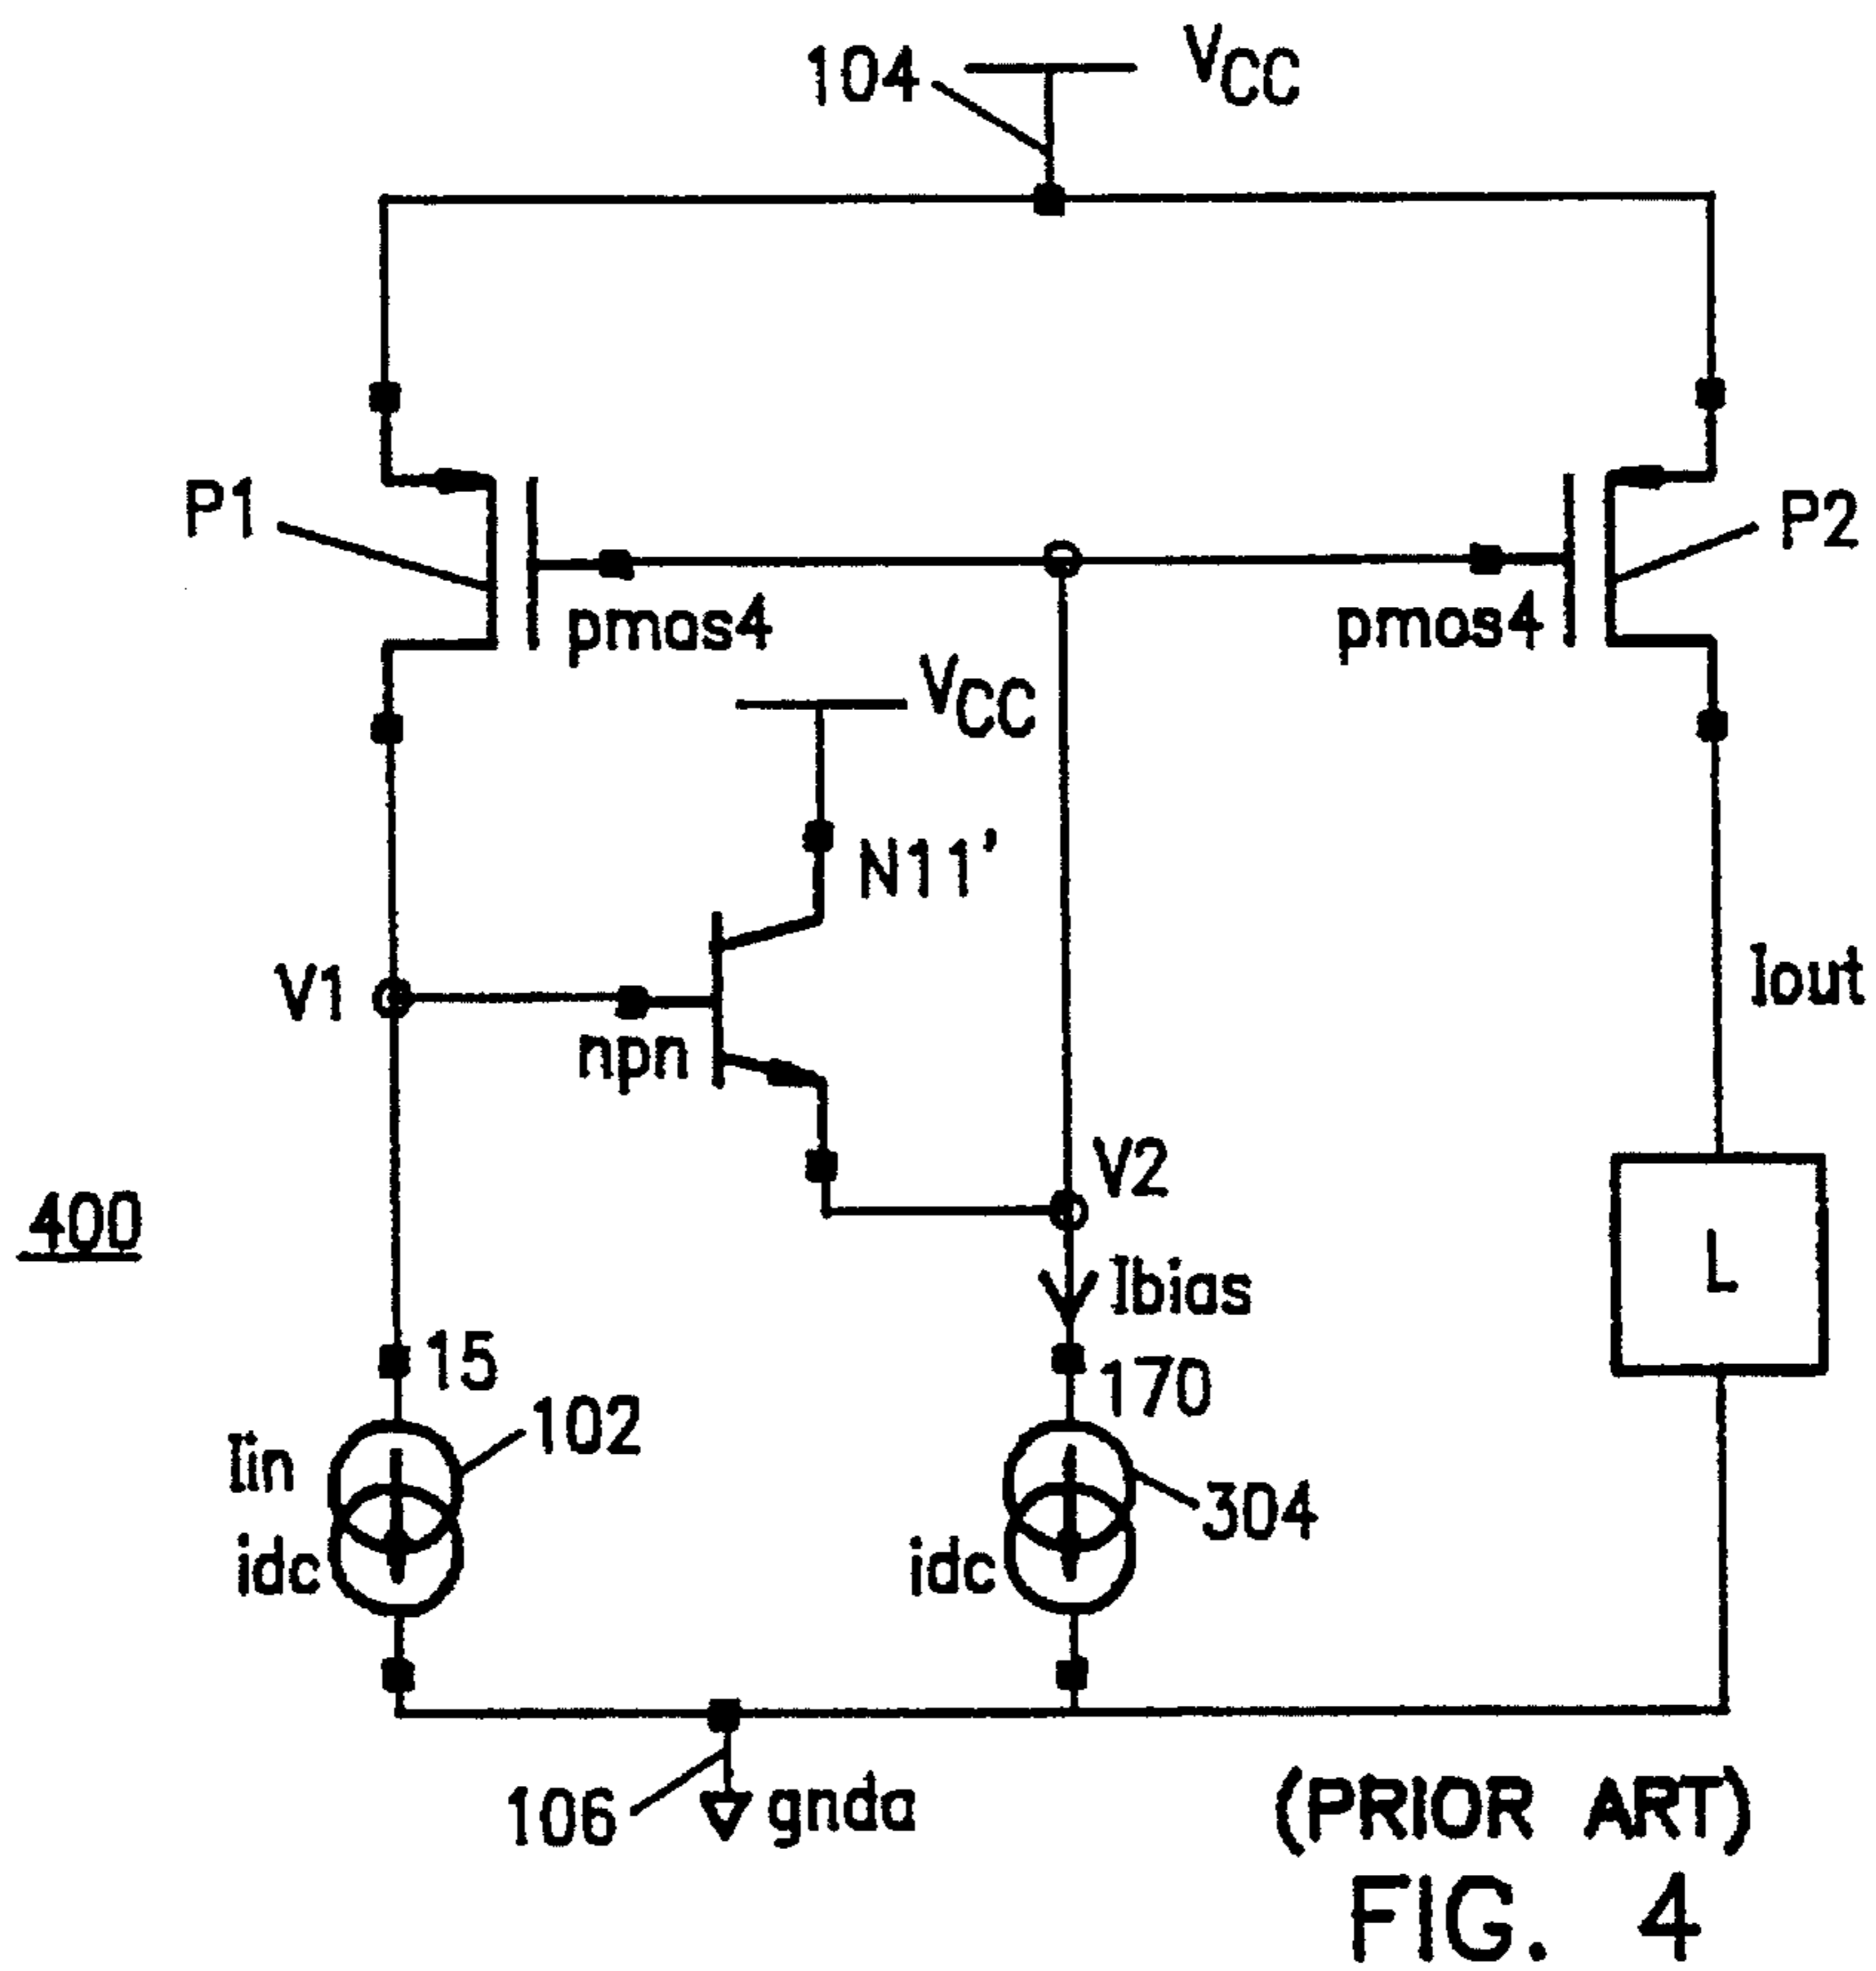 104
VCC
P1
P2
pmos4
pmos4
VCC
N11'
V1
Iout
npn
V2
400
L
Ibias
15
170
102
Iin
304
idc
idc
106
gnda
(PRIOR ART)
FIG. 4